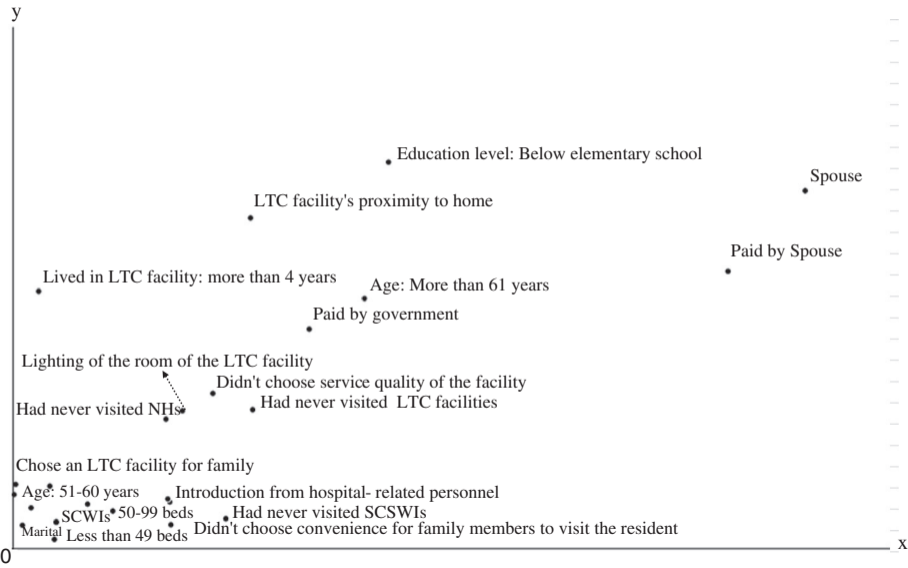 y
Education level: Below elementary school
Spouse
LTC facility's proximity to home
Paid by Spouse
Lived in LTC facility: more than 4 years
Age: More than 61 years
Paid by government
Lighting of the room of the LTC facility
Didn't choose service quality of the facility
Had never visited NHs
Had never visited LTC facilities
Chose an LTC facility for family
Age: 51-60 years
Introduction from hospital- related personnel
SCWIs
50-99 beds
Had never visited SCSWIs
Marital
Less than 49 beds
Didn't choose convenience for family members to visit the resident
x
0